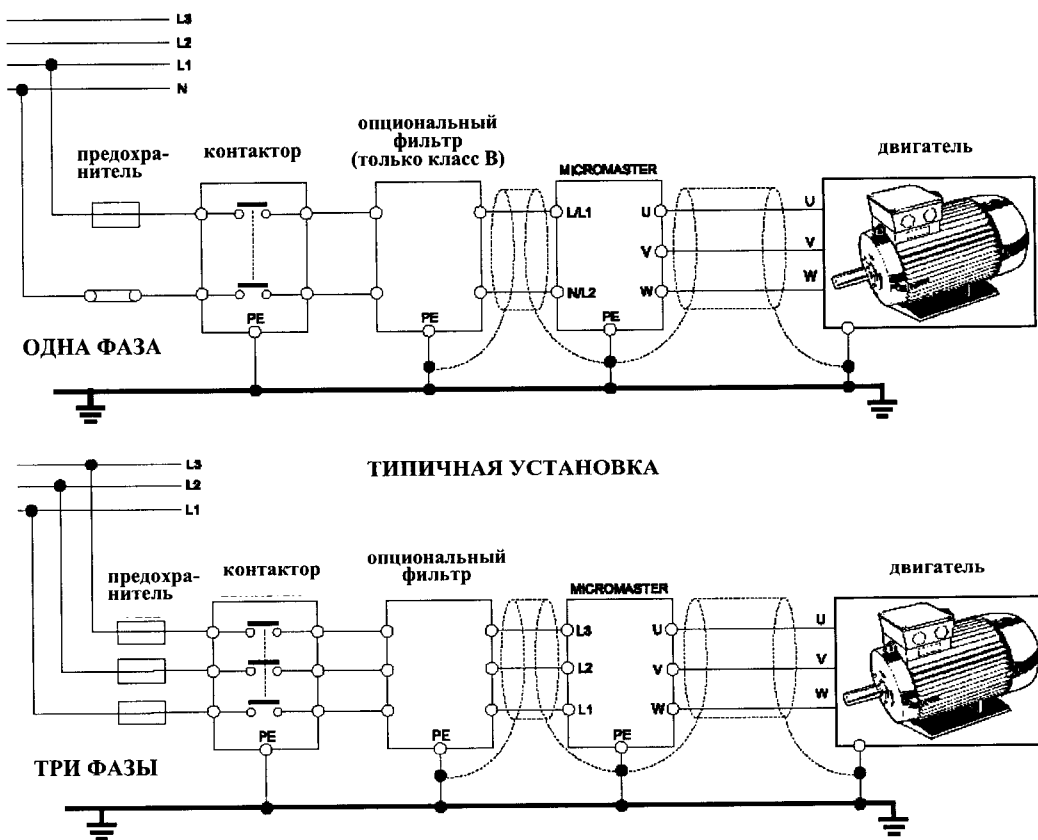 L3
L2
L1
N
предохра-
нитель
контактор
опциональный
фильтр
(только класс В)
MICROMASTER
двигатель
L/L1
U
U
V
V
N/L2
W
W
PE
PE
PE
ОДНА ФАЗА
ТИПИЧНАЯ УСТАНОВКА
L3
L2
L1
предохра-
нитель
контактор
опциональный
фильтр
MICROMASTER
двигатель
L3
U
U
L2
V
V
L1
W
W
PE
PE
PE
ТРИ ФАЗЫ